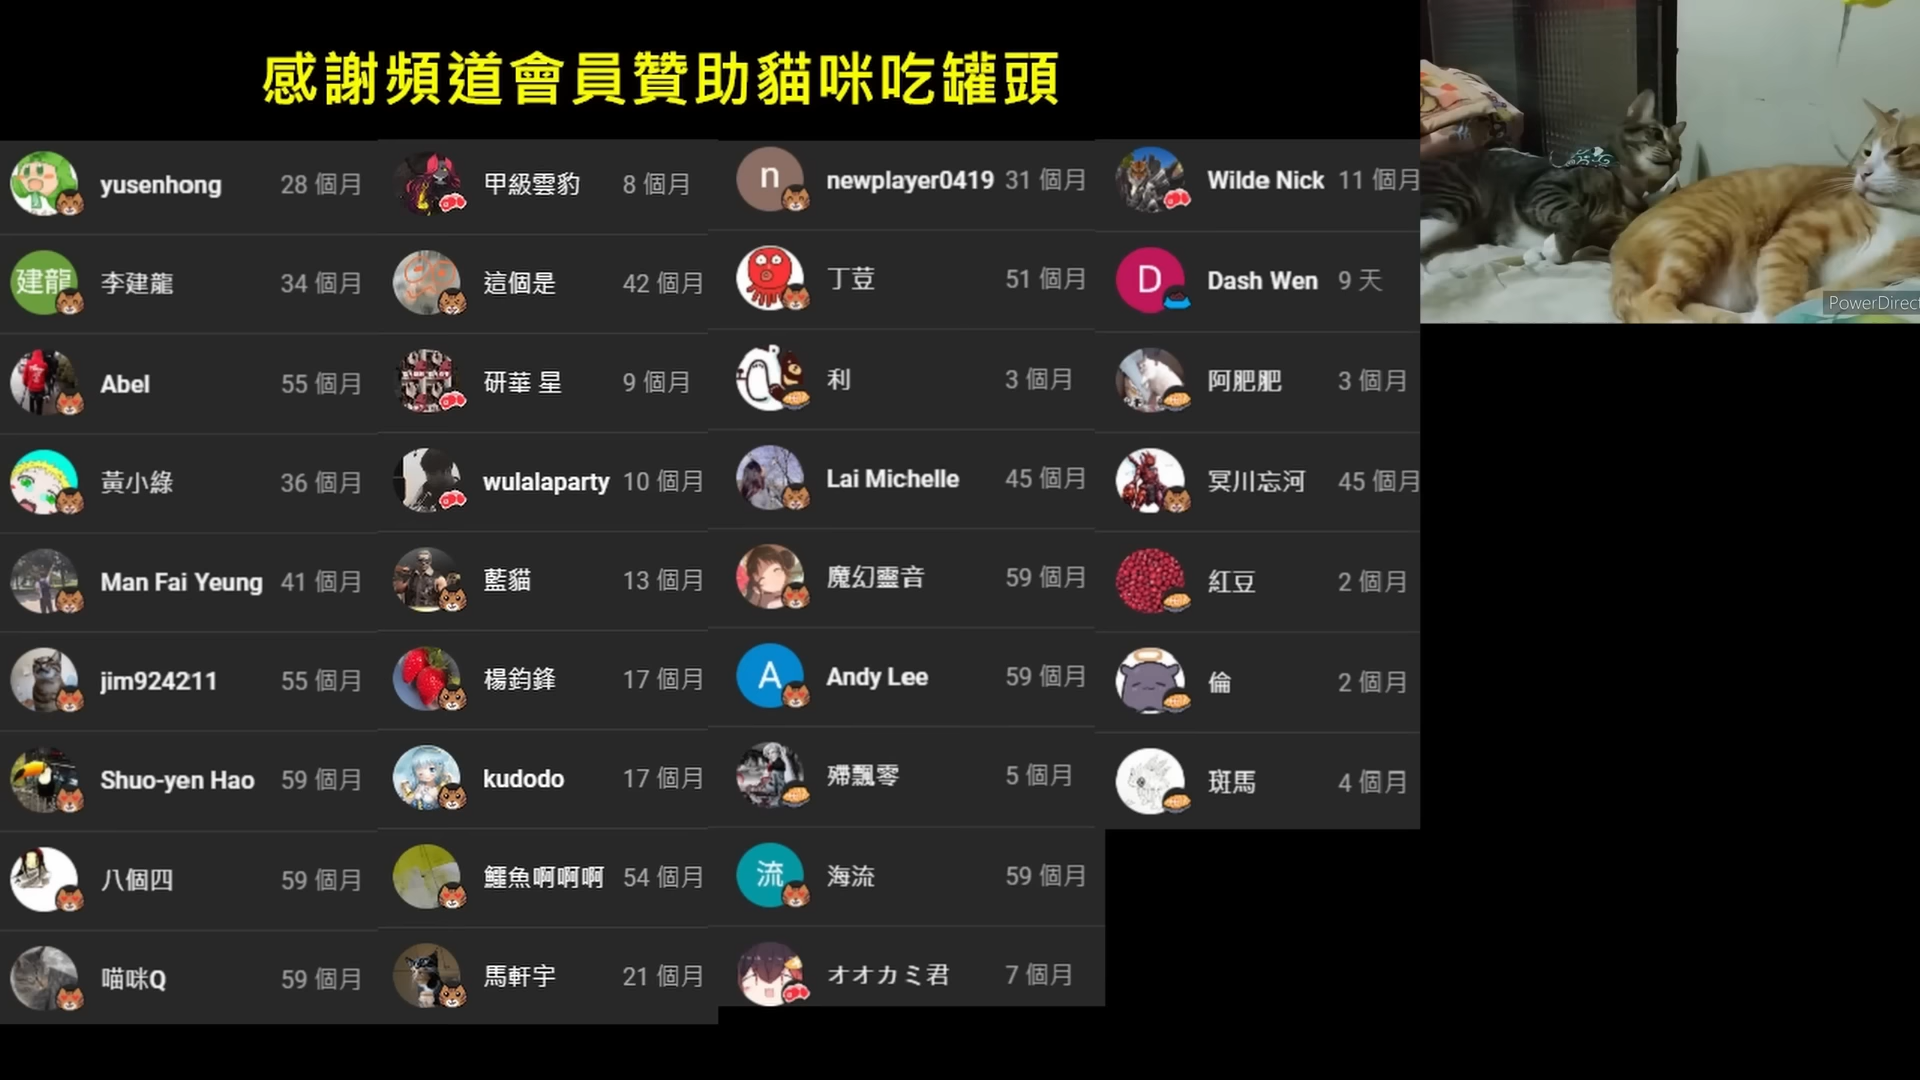 感謝頻道會員贊助貓咪吃罐頭
yusenhong 28 個月
李建龍 34 個月
Abel 55 個月
黃小綠 36 個月
Man Fai Yeung 41 個月
jim924211 55 個月
Shuo-yen Hao 59 個月
八個四 59 個月
喵咪Q 59 個月
甲級雲豹 8 個月
這個是 42 個月
研華 星 9 個月
wulalaparty 10 個月
藍貓 13 個月
楊鈞鋒 17 個月
kudodo 17 個月
鱷魚啊啊啊 54 個月
馬軒宇 21 個月
n newplayer0419 31 個月
丁荳 51 個月
利 3 個月
Lai Michelle 45 個月
魔幻靈音 59 個月
A Andy Lee 59 個月
飄零 5 個月
流 海流 59 個月
オオカミ君 7 個月
Wilde Nick 11 個月
D Dash Wen 9 天
阿肥肥 3 個月
冥川忘河 45 個月
紅豆 2 個月
倫 2 個月
斑馬 4 個月
建龍
PowerDirect